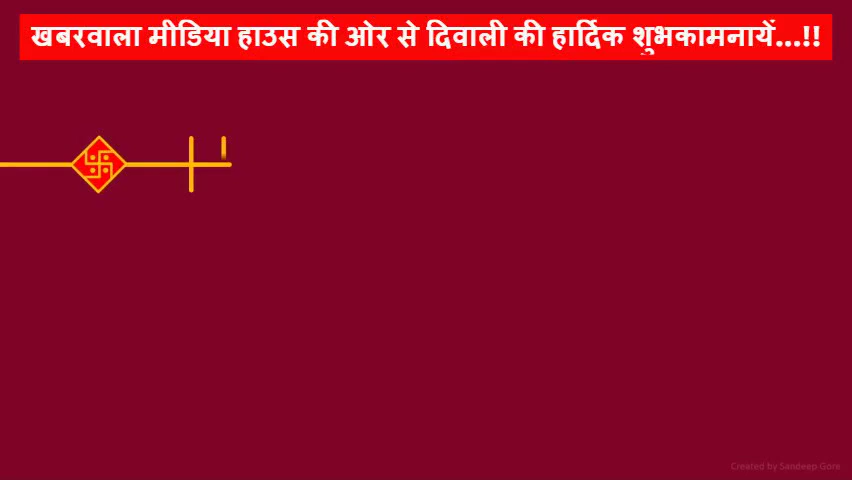 खबरवाला मीडिया हाउस की ओर से दिवाली की हार्दिक शुभकामनायें...!!
Created by Sandeep Gore